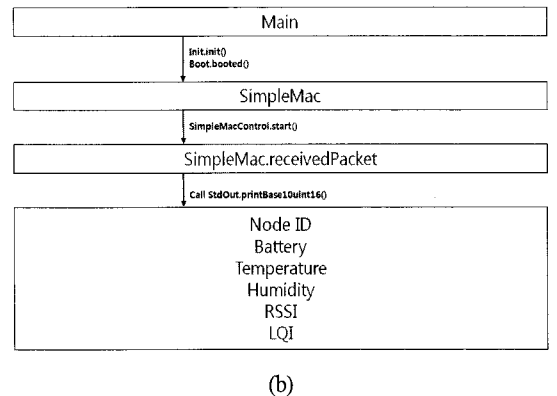 Main
Init.init()
Boot.booted()
SimpleMac
SimpleMacControl.start()
SimpleMac.receivedPacket
Call StdOut.printBase10uint16()
Node ID
Battery
Temperature
Humidity
RSSI
LQI
(b)